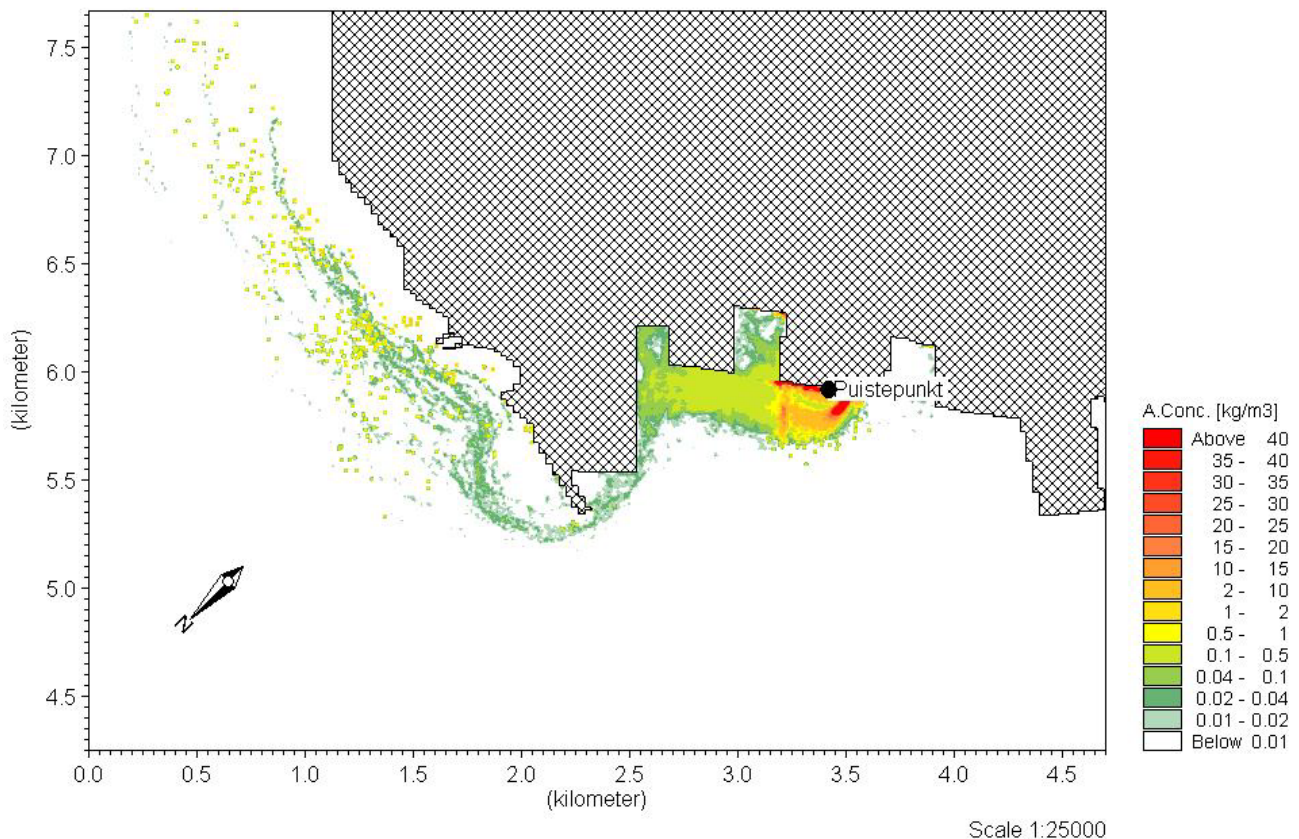 7.5
7.0
6.5
6.0
5.5
5.0
4.5
(kilometer)
Puistepunkt
N
0.0 0.5 1.0 1.5 2.0 2.5 3.0 3.5 4.0 4.5
(kilometer)
A.Conc. [kg/m3]
Above 40
35 - 40
30 - 35
25 - 30
20 - 25
15 - 20
10 - 15
2 - 10
1 - 2
0.5 - 1
0.1 - 0.5
0.04 - 0.1
0.02 - 0.04
0.01 - 0.02
Below 0.01
Scale 1:25000